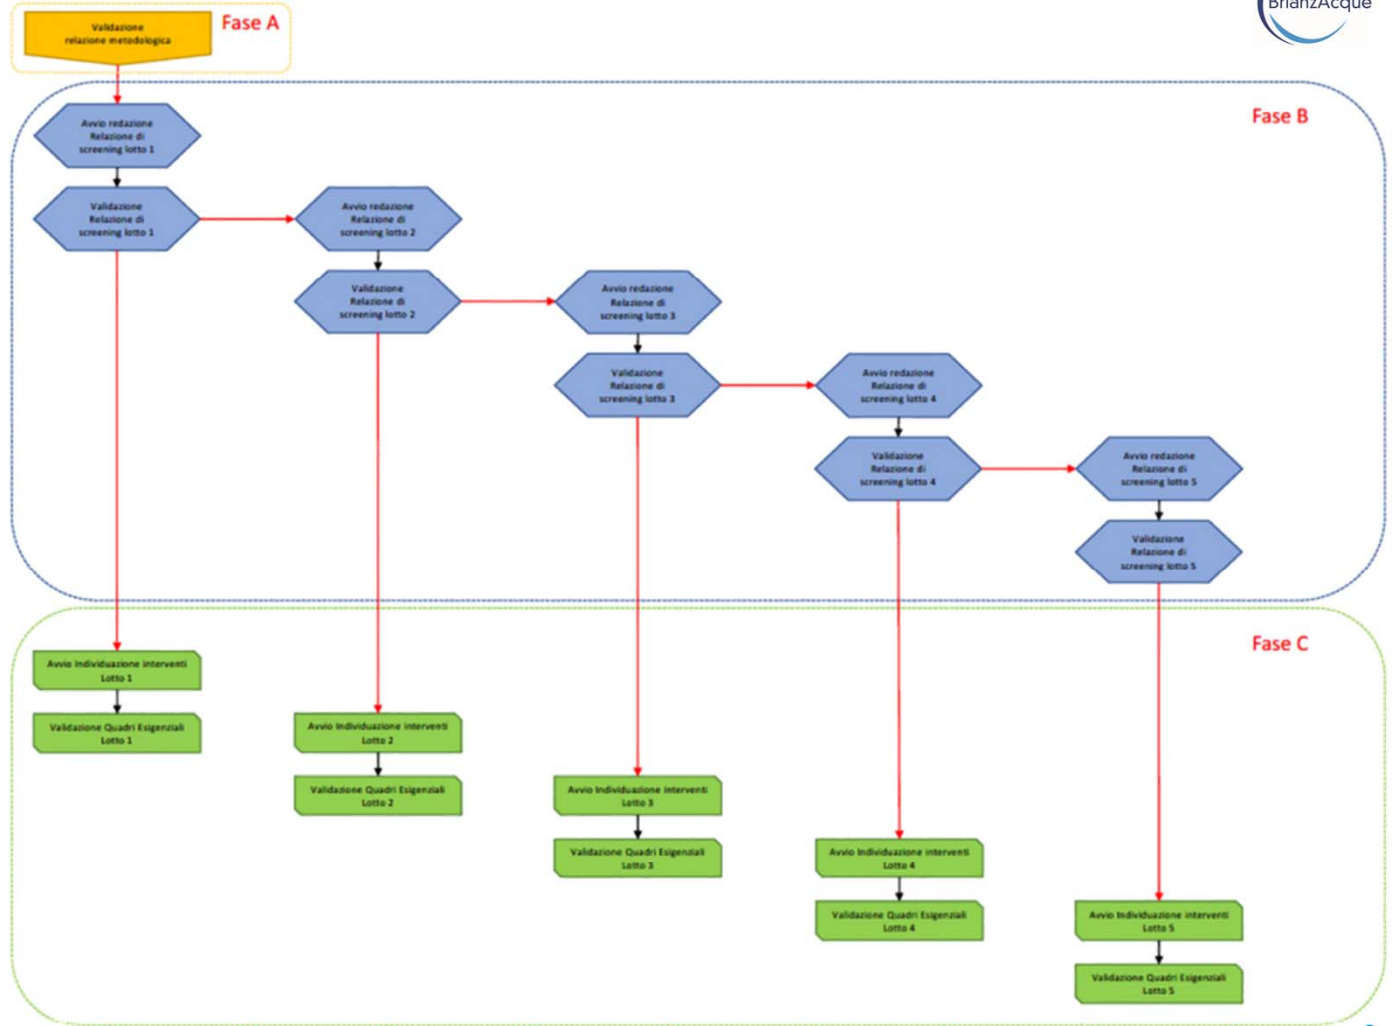 Validazione
relazione metodologica
Fase A
BrianzAcque
Fase B
Avvio redazione
Relazione di
screening lotto 1
Validazione
Relazione di
screening lotto 1
Avvio redazione
Relazione di
screening lotto 2
Validazione
Relazione di
screening lotto 2
Avvio redazione
Relazione di
screening lotto 3
Validazione
Relazione di
screening lotto 3
Avvio redazione
Relazione di
screening lotto 4
Validazione
Relazione di
screening lotto 4
Avvio redazione
Relazione di
screening lotto 5
Validazione
Relazione di
screening lotto 5
Fase C
Avvio Individuazione interventi
Lotto 1
Validazione Quadri Esigenziali
Lotto 1
Avvio Individuazione interventi
Lotto 2
Validazione Quadri Esigenziali
Lotto 2
Avvio Individuazione interventi
Lotto 3
Validazione Quadri Esigenziali
Lotto 3
Avvio Individuazione interventi
Lotto 4
Validazione Quadri Esigenziali
Lotto 4
Avvio Individuazione interventi
Lotto 5
Validazione Quadri Esigenziali
Lotto 5